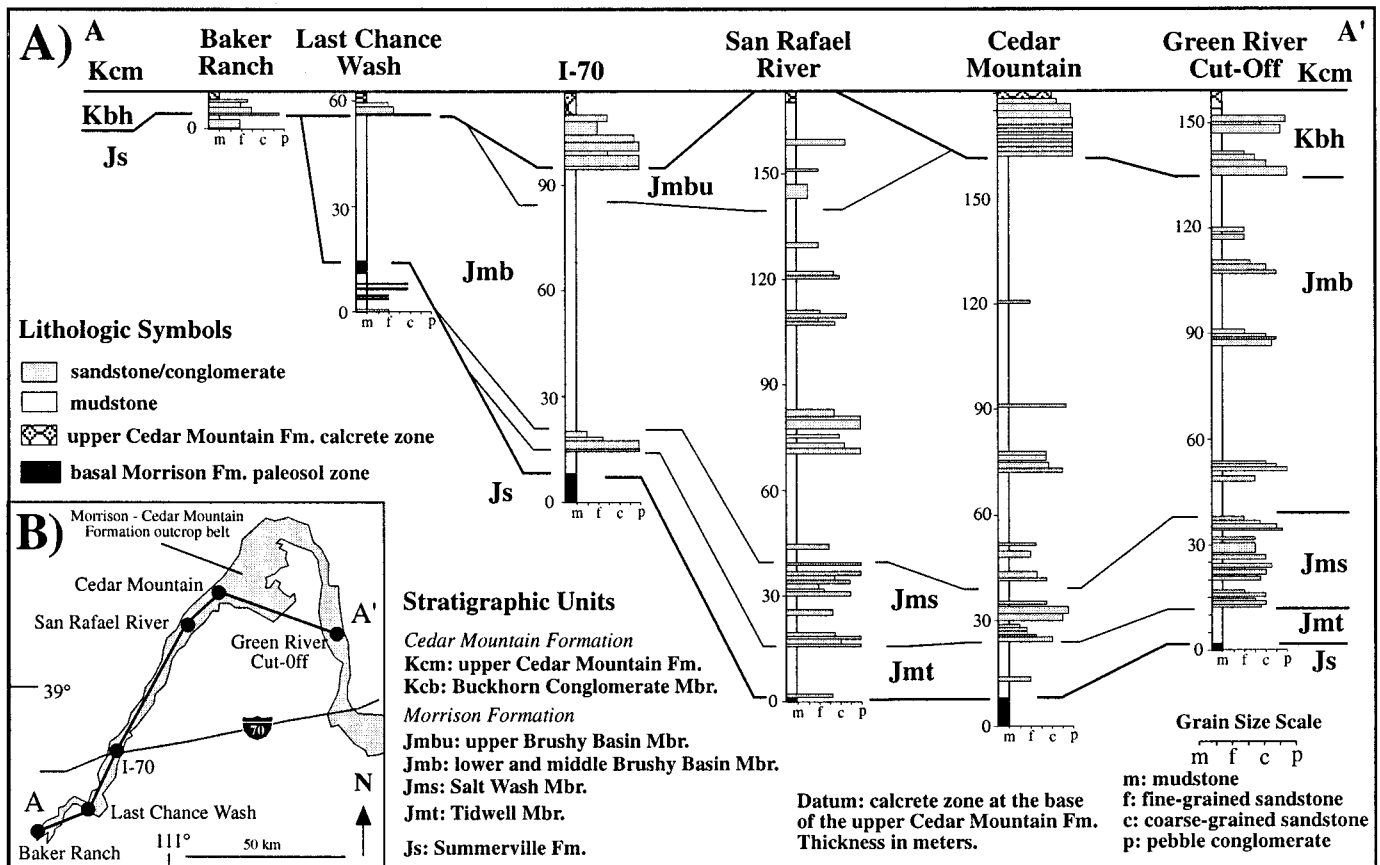 A)
A
A'
Baker Ranch
Last Chance Wash
I-70
San Rafael River
Cedar Mountain
Green River Cut-Off
Kcm
Kcm
Kbh
Js
0
m f c p
60
30
0
m f c p
Jmb
90
60
30
0
m f c p
Js
Jmbu
150
120
90
60
30
0
m f c p
Jms
Jmt
150
120
90
60
30
0
m f c p
150
120
90
60
30
0
m f c p
Kbh
Jmb
Jms
Jmt
Js
Lithologic Symbols
sandstone/conglomerate
mudstone
upper Cedar Mountain Fm. calcrete zone
basal Morrison Fm. paleosol zone
B)
Morrison - Cedar Mountain
Formation outcrop belt
Cedar Mountain
San Rafael River
A'
Green River
Cut-Off
39°
70
I-70
N
A
Last Chance Wash
Baker Ranch
111°
50 km
Stratigraphic Units
Cedar Mountain Formation
Kcm: upper Cedar Mountain Fm.
Kcb: Buckhorn Conglomerate Mbr.
Morrison Formation
Jmbu: upper Brushy Basin Mbr.
Jmb: lower and middle Brushy Basin Mbr.
Jms: Salt Wash Mbr.
Jmt: Tidwell Mbr.
Js: Summerville Fm.
Datum: calcrete zone at the base
of the upper Cedar Mountain Fm.
Thickness in meters.
Grain Size Scale
m f c p
m: mudstone
f: fine-grained sandstone
c: coarse-grained sandstone
p: pebble conglomerate